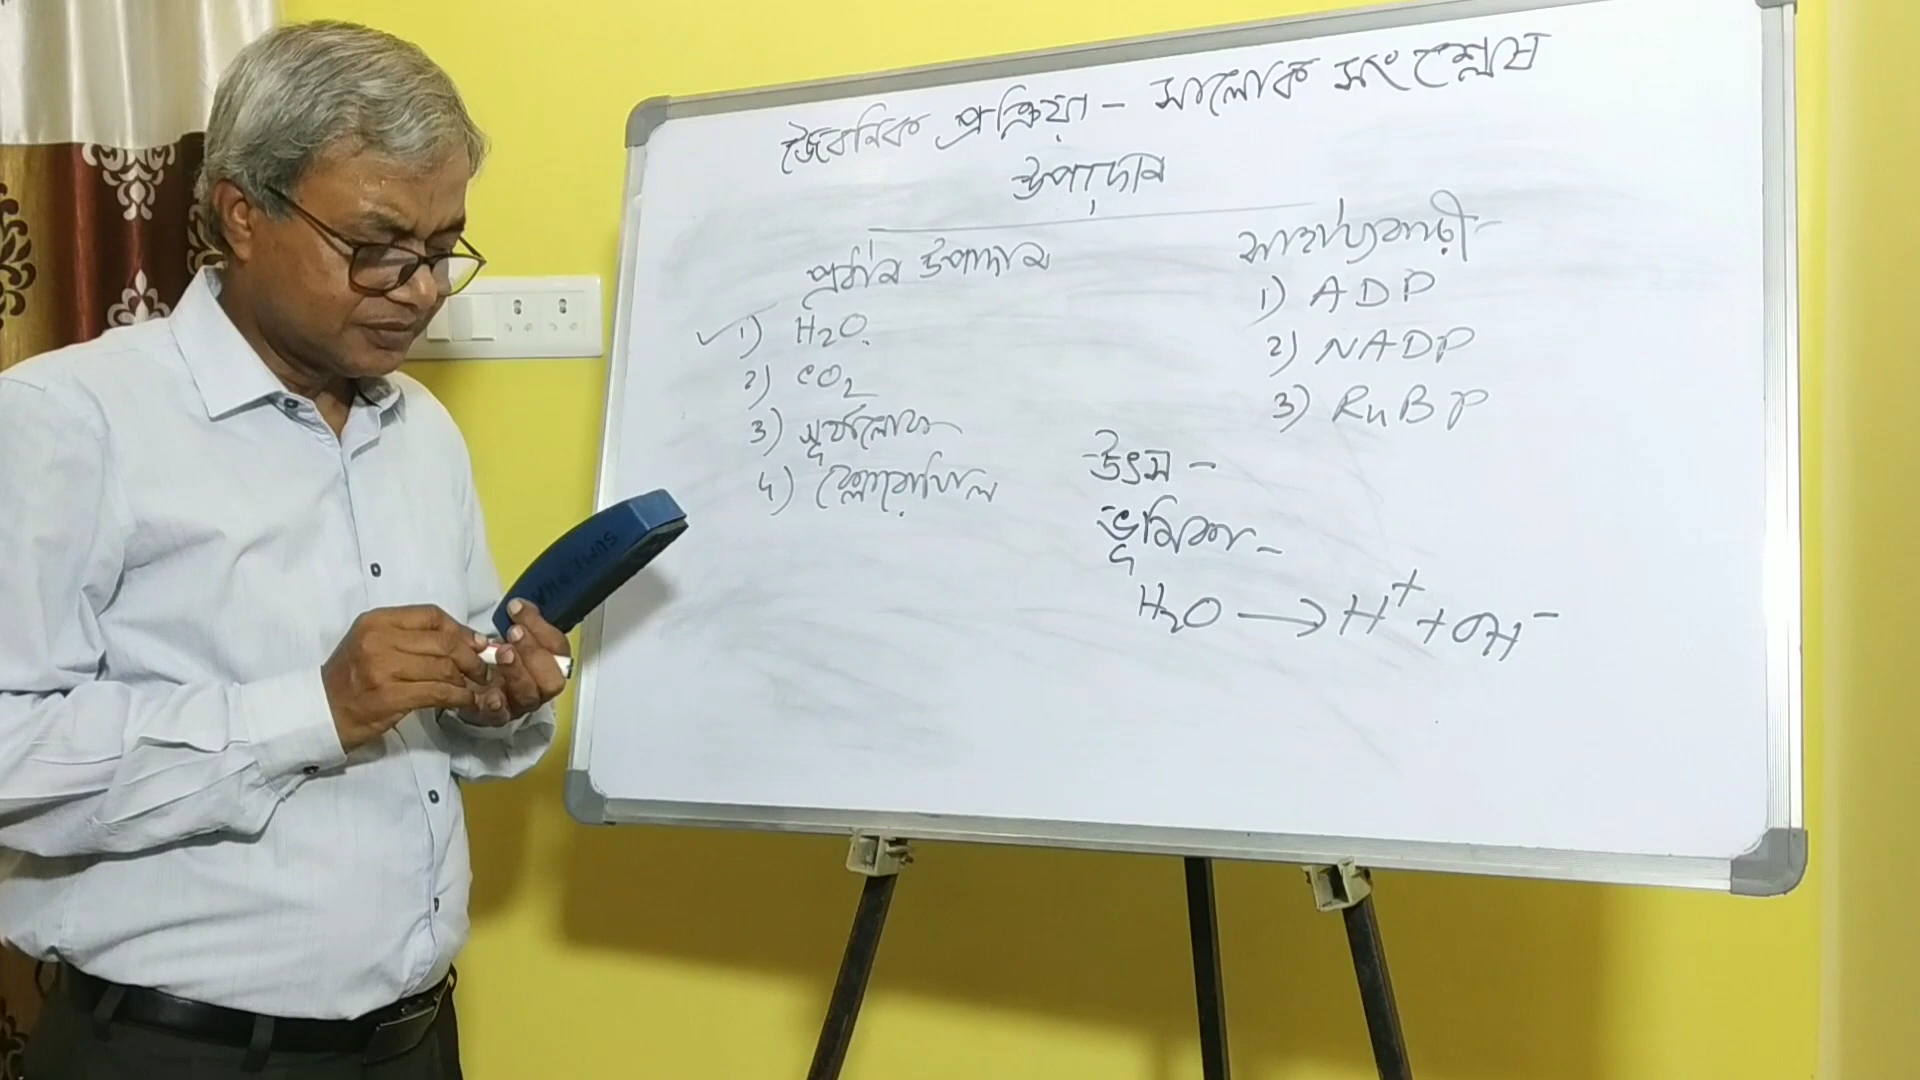 জৈবনিক প্রক্রিয়া - সালোক সংশ্লেষ
উপাদান
প্রধান উপাদান
1) H₂O.
2) CO₂
3) সূর্যালোক
4) ক্লোরোফিল
সাহায্যকারী -
1) ADP
2) NADP
3) RuBP
উৎস -
ভূমিকা -
H₂O → H⁺ + OH⁻